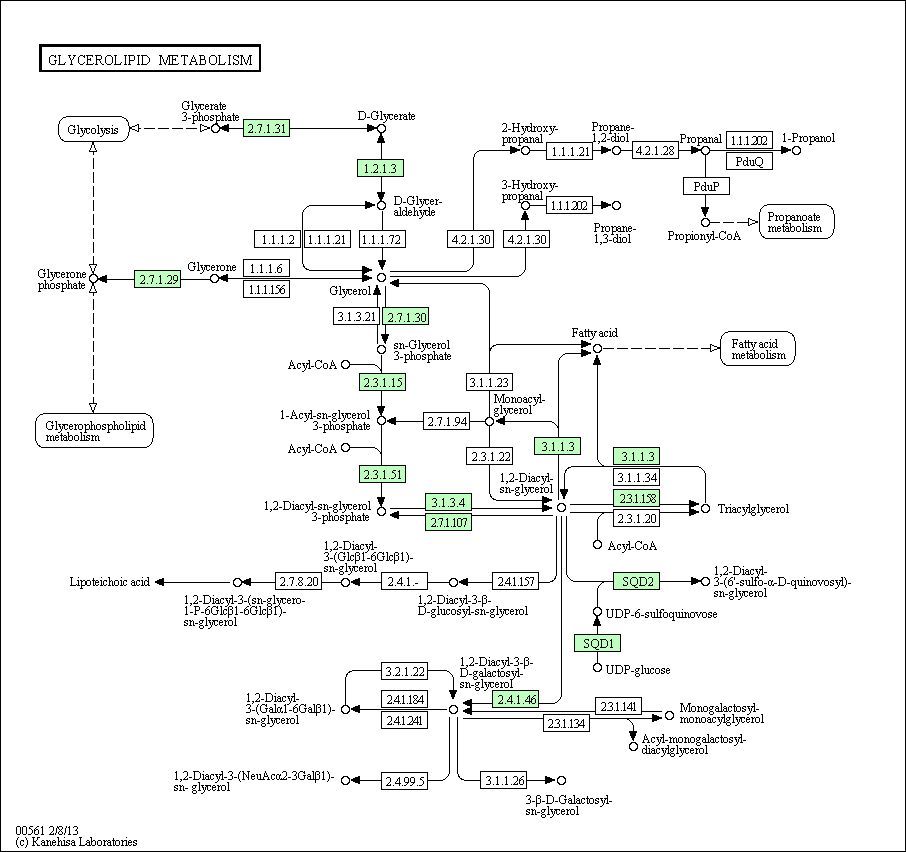 GLYCEROLIPID METABOLISM
Glycerate
3-phosphate
Glycolysis
2.7.1.31
D-Glycerate
1.2.1.3
D-Glycer-
aldehyde
2-Hydroxy-
propanal
1.1.1.21
Propane-
1,2-diol
4.2.1.28
Propanal
1.1.1.202
PduQ
1-Propanol
PduP
3-Hydroxy-
propanal
1.1.1.202
Propane-
1,3-diol
Propionyl-CoA
Propanoate
metabolism
1.1.1.2
1.1.1.21
1.1.1.72
4.2.1.30
4.2.1.30
Glycerone
phosphate
2.7.1.29
Glycerone
1.1.1.6
1.1.1.156
Glycerol
3.1.3.21
2.7.1.30
sn-Glycerol
3-phosphate
Acyl-CoA
2.3.1.15
3.1.1.23
Fatty acid
Fatty acid
metabolism
Glycerophospholipid
metabolism
1-Acyl-sn-glycerol
3-phosphate
2.7.1.94
Monoacyl-
glycerol
Acyl-CoA
2.3.1.51
2.3.1.22
3.1.1.3
3.1.1.3
3.1.1.34
1,2-Diacyl-
sn-glycerol
1,2-Diacyl-sn-glycerol
3-phosphate
3.1.3.4
2.7.1.107
2.3.1.158
2.3.1.20
Triacylglycerol
Acyl-CoA
Lipoteichoic acid
1,2-Diacyl-
3-(Glcβ1-6Glcβ1)-
sn-glycerol
2.7.8.20
2.4.1.-
2.4.1.157
1,2-Diacyl-3-(sn-glycero-
1-P-6Glcβ1-6Glcβ1)-
sn-glycerol
1,2-Diacyl-3-β-
D-glucosyl-sn-glycerol
SQD2
1,2-Diacyl-
3-(6'-sulfo-α-D-quinovosyl)-
sn-glycerol
UDP-6-sulfoquinovose
SQD1
UDP-glucose
3.2.1.22
1,2-Diacyl-3-β-
D-galactosyl-
sn-glycerol
1,2-Diacyl-
3-(Galα1-6Galβ1)-
sn-glycerol
2.4.1.184
2.4.1.241
2.4.1.46
2.3.1.141
2.3.1.134
Monogalactosyl-
monoacylglycerol
Acyl-monogalactosyl-
diacylglycerol
1,2-Diacyl-3-(NeuAcα2-3Galβ1)-
sn- glycerol
2.4.99.5
3.1.1.26
3-β-D-Galactosyl-
sn-glycerol
00561 2/8/13
(c) Kanehisa Laboratories